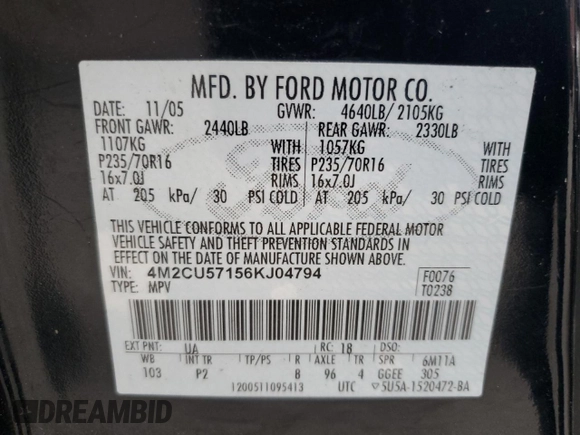 MFD. BY FORD MOTOR CO.
DATE: 11/05 GVWR: 4640LB/ 2105KG
FRONT GAWR: 2440LB REAR GAWR: 2330LB
1107KG WITH 1057KG WITH
P235/70R16 TIRES P235/70R16 TIRES
16x7.0J RIMS 16x7.0J RIMS
AT 205 kPa/ 30 PSI COLD AT 205 kPa/ 30 PSI COLD
THIS VEHICLE CONFORMS TO ALL APPLICABLE FEDERAL MOTOR
VEHICLE SAFETY AND THEFT PREVENTION STANDARDS IN
EFFECT ON THE DATE OF MANUFACTURE SHOWN ABOVE.
VIN: 4M2CU57156KJ04794 F0076
TYPE: MPV T0238
EXT PNT: UA RC: 18 DSO:
WB INT TR TP/PS R AXLE TR SPR 6M11A
103 P2 8 96 4 GGEE 305
1200511095413 UTC 5U5A-1520472-BA
DREAMBID